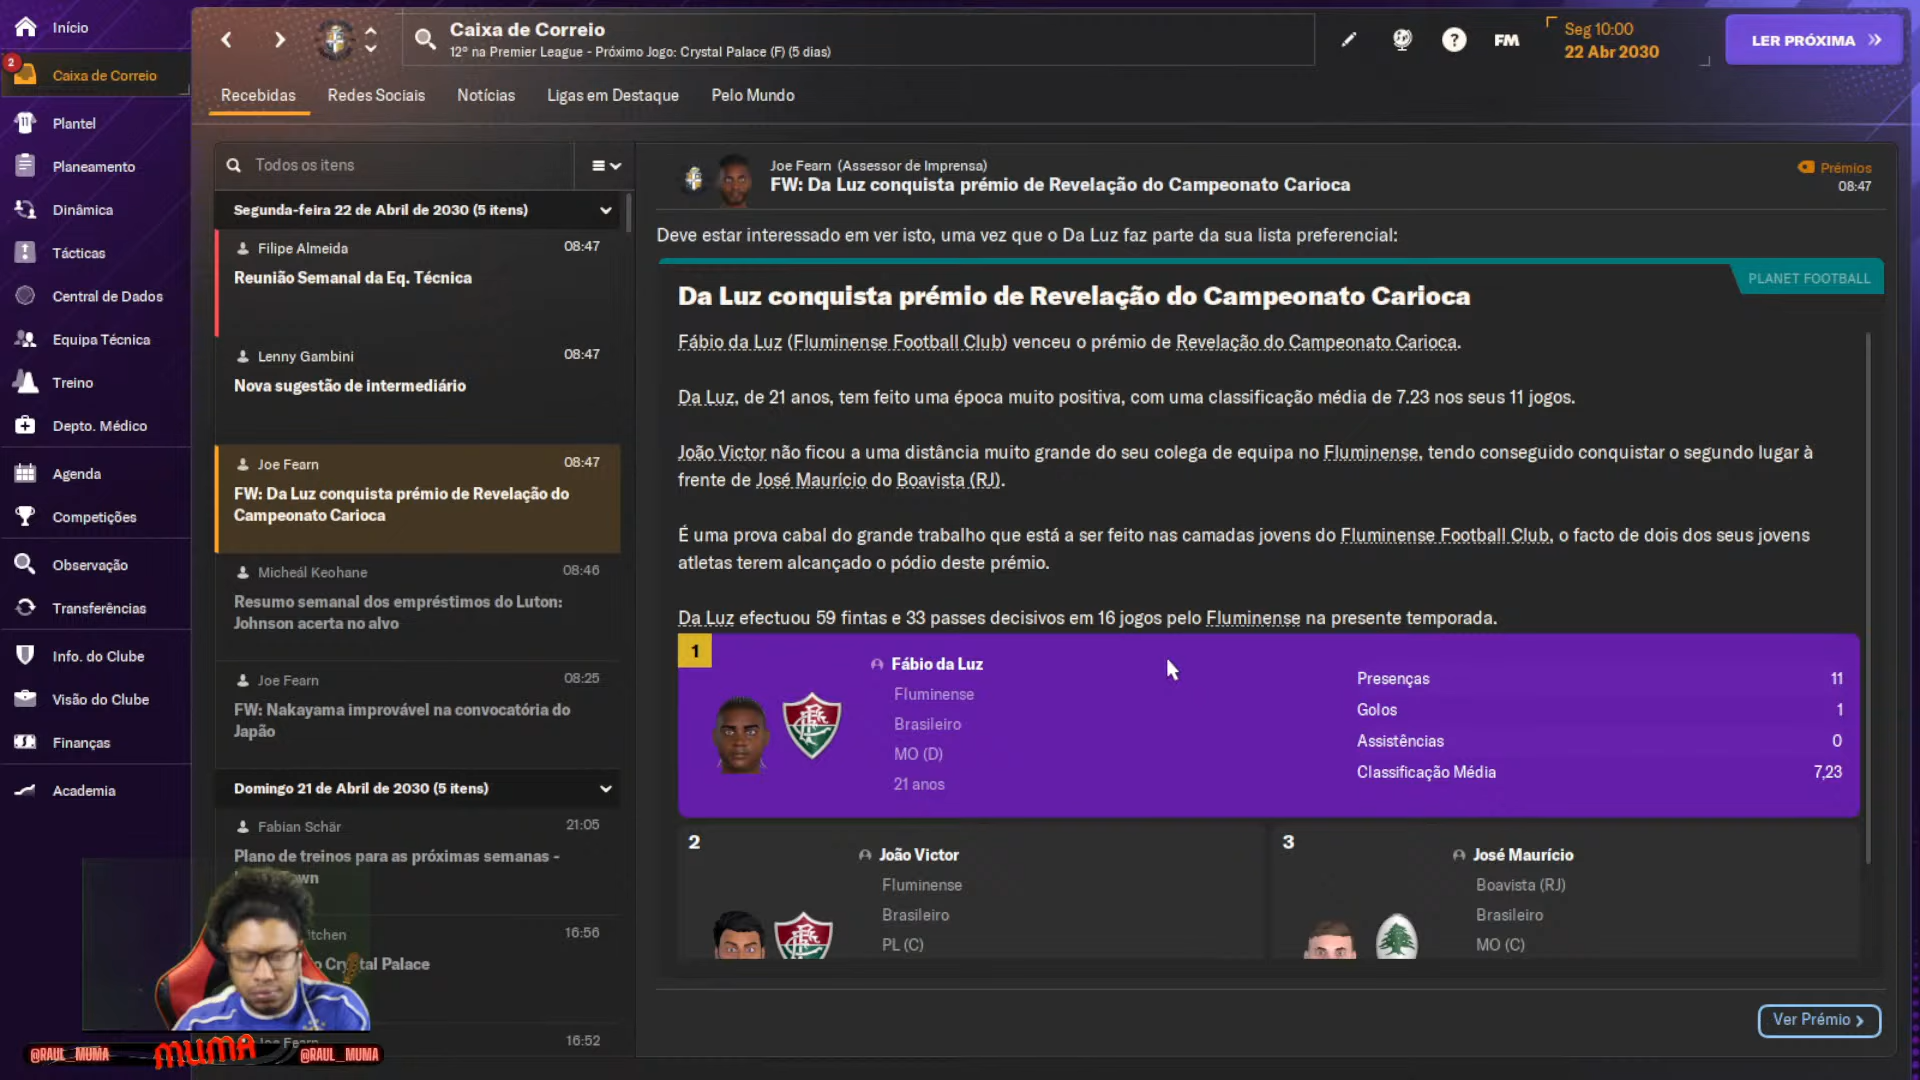 Início
2
Caixa de Correio
Plantel
Planeamento
Dinâmica
Tácticas
Central de Dados
Equipa Técnica
Treino
Depto. Médico
Agenda
Competições
Observação
Transferências
Info. do Clube
Visão do Clube
Finanças
Academia
Caixa de Correio
12º na Premier League - Próximo Jogo: Crystal Palace (F) (5 dias)
?
FM
Seg 10:00
22 Abr 2030
LER PRÓXIMA
Recebidas
Redes Sociais
Notícias
Ligas em Destaque
Pelo Mundo
Todos os itens
Segunda-feira 22 de Abril de 2030 (5 itens)
Filipe Almeida
08:47
Reunião Semanal da Eq. Técnica
Lenny Gambini
08:47
Nova sugestão de intermediário
Joe Fearn
08:47
FW: Da Luz conquista prémio de Revelação do
Campeonato Carioca
Micheál Keohane
08:46
Resumo semanal dos empréstimos do Luton:
Johnson acerta no alvo
Joe Fearn
08:25
FW: Nakayama improvável na convocatória do
Japão
Domingo 21 de Abril de 2030 (5 itens)
Fabian Schär
21:05
Plano de treinos para as próximas semanas -
16:56
Crystal Palace
16:52
Joe Fearn (Assessor de Imprensa)
FW: Da Luz conquista prémio de Revelação do Campeonato Carioca
Prémios
08:47
Deve estar interessado em ver isto, uma vez que o Da Luz faz parte da sua lista preferencial:
PLANET FOOTBALL
Da Luz conquista prémio de Revelação do Campeonato Carioca
Fábio da Luz (Fluminense Football Club) venceu o prémio de Revelação do Campeonato Carioca.
Da Luz, de 21 anos, tem feito uma época muito positiva, com uma classificação média de 7.23 nos seus 11 jogos.
João Victor não ficou a uma distância muito grande do seu colega de equipa no Fluminense, tendo conseguido conquistar o segundo lugar à
frente de José Maurício do Boavista (RJ).
É uma prova cabal do grande trabalho que está a ser feito nas camadas jovens do Fluminense Football Club, o facto de dois dos seus jovens
atletas terem alcançado o pódio deste prémio.
Da Luz efectuou 59 fintas e 33 passes decisivos em 16 jogos pelo Fluminense na presente temporada.
1
Fábio da Luz
Fluminense
Brasileiro
MO (D)
21 anos
Presenças 11
Golos 1
Assistências 0
Classificação Média 7,23
2
João Victor
Fluminense
Brasileiro
PL (C)
3
José Maurício
Boavista (RJ)
Brasileiro
MO (C)
Ver Prémio
@RAUL_MUMA
MUMA
@RAUL_MUMA